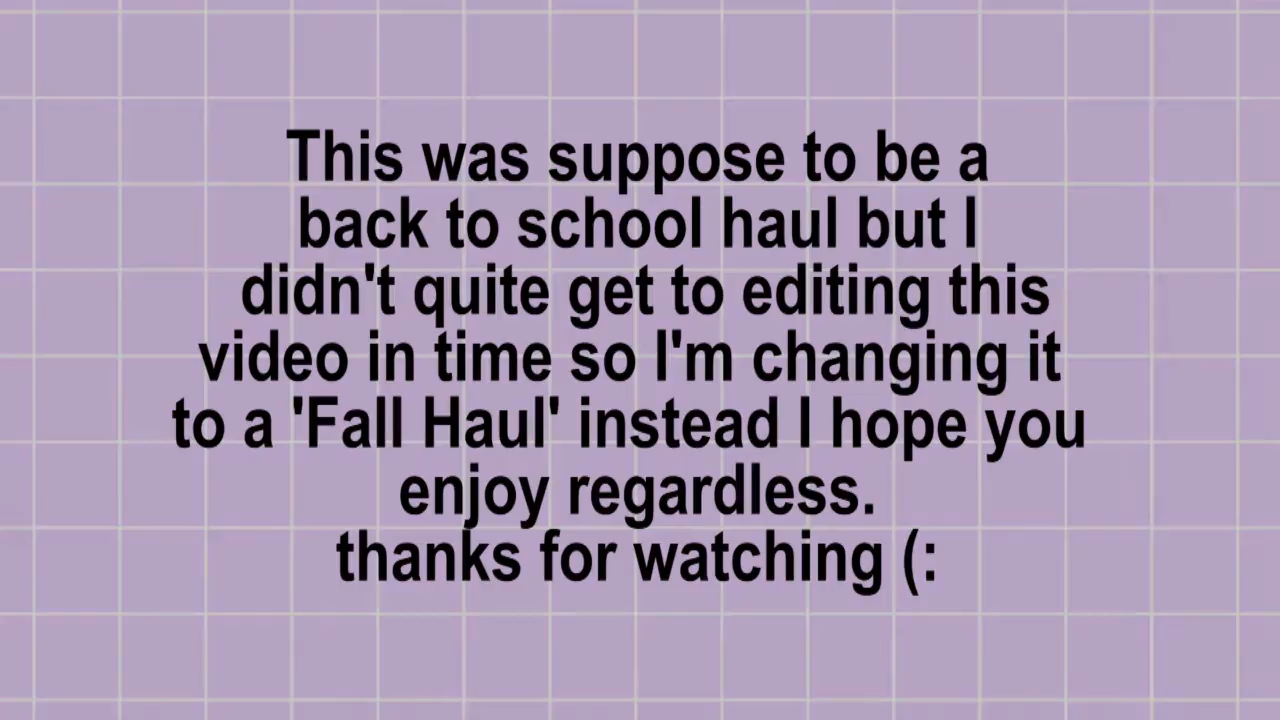 This was suppose to be a
back to school haul but I
didn't quite get to editing this
video in time so I'm changing it
to a 'Fall Haul' instead I hope you
enjoy regardless.
thanks for watching (: